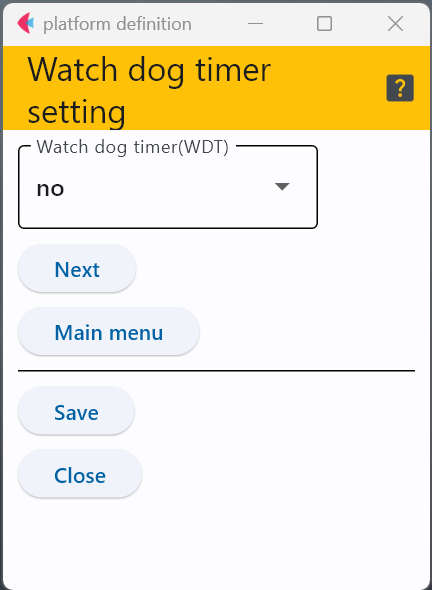 platform definition
Watch dog timer
setting
?
Watch dog timer(WDT)
no
Next
Main menu
Save
Close